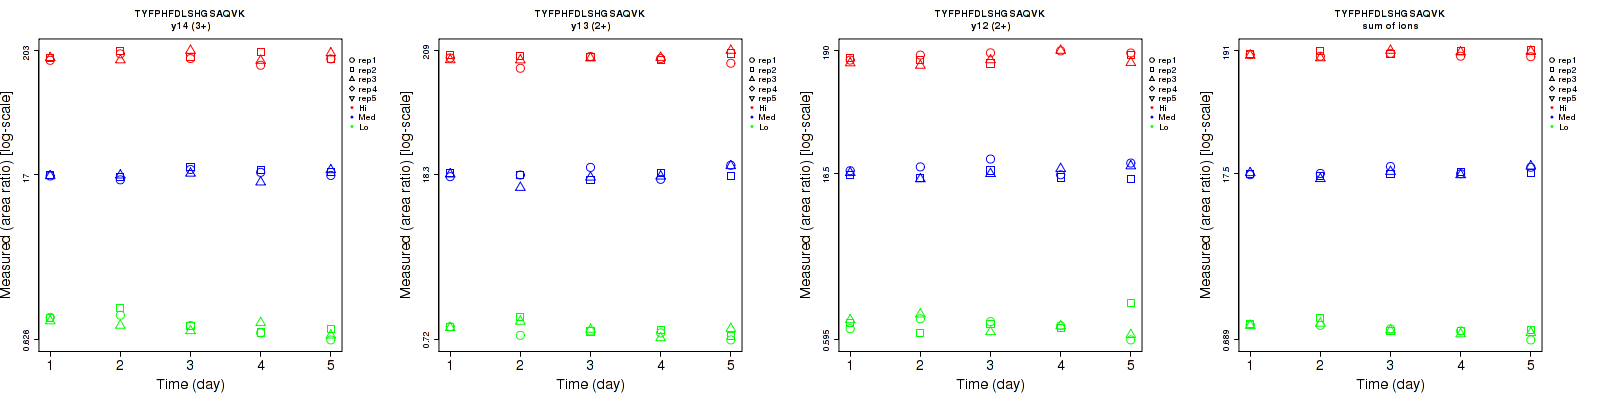 TYFPHFDLSHGSAQVK
y14 (3+)
Measured (area ratio) [log-scale]
203
17
0.626
1 2 3 4 5
Time (day)
rep1
rep2
rep3
rep4
rep5
Hi
Med
Lo
TYFPHFDLSHGSAQVK
y13 (2+)
Measured (area ratio) [log-scale]
209
18.3
0.72
1 2 3 4 5
Time (day)
rep1
rep2
rep3
rep4
rep5
Hi
Med
Lo
TYFPHFDLSHGSAQVK
y12 (2+)
Measured (area ratio) [log-scale]
190
16.5
0.595
1 2 3 4 5
Time (day)
rep1
rep2
rep3
rep4
rep5
Hi
Med
Lo
TYFPHFDLSHGSAQVK
sum of ions
Measured (area ratio) [log-scale]
191
17.5
0.689
1 2 3 4 5
Time (day)
rep1
rep2
rep3
rep4
rep5
Hi
Med
Lo